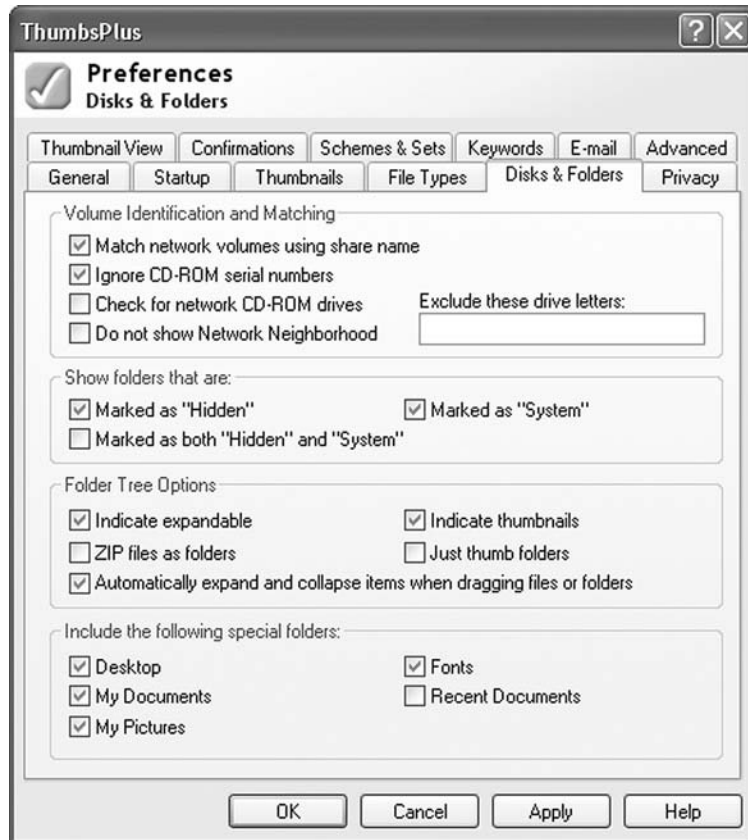 ThumbsPlus
Preferences
Disks & Folders
Thumbnail View Confirmations Schemes & Sets Keywords E-mail Advanced
General Startup Thumbnails File Types Disks & Folders Privacy
Volume Identification and Matching
Match network volumes using share name
Ignore CD-ROM serial numbers
Check for network CD-ROM drives Exclude these drive letters:
Do not show Network Neighborhood
Show folders that are:
Marked as "Hidden" Marked as "System"
Marked as both "Hidden" and "System"
Folder Tree Options
Indicate expandable Indicate thumbnails
ZIP files as folders Just thumb folders
Automatically expand and collapse items when dragging files or folders
Include the following special folders:
Desktop Fonts
My Documents Recent Documents
My Pictures
OK Cancel Apply Help